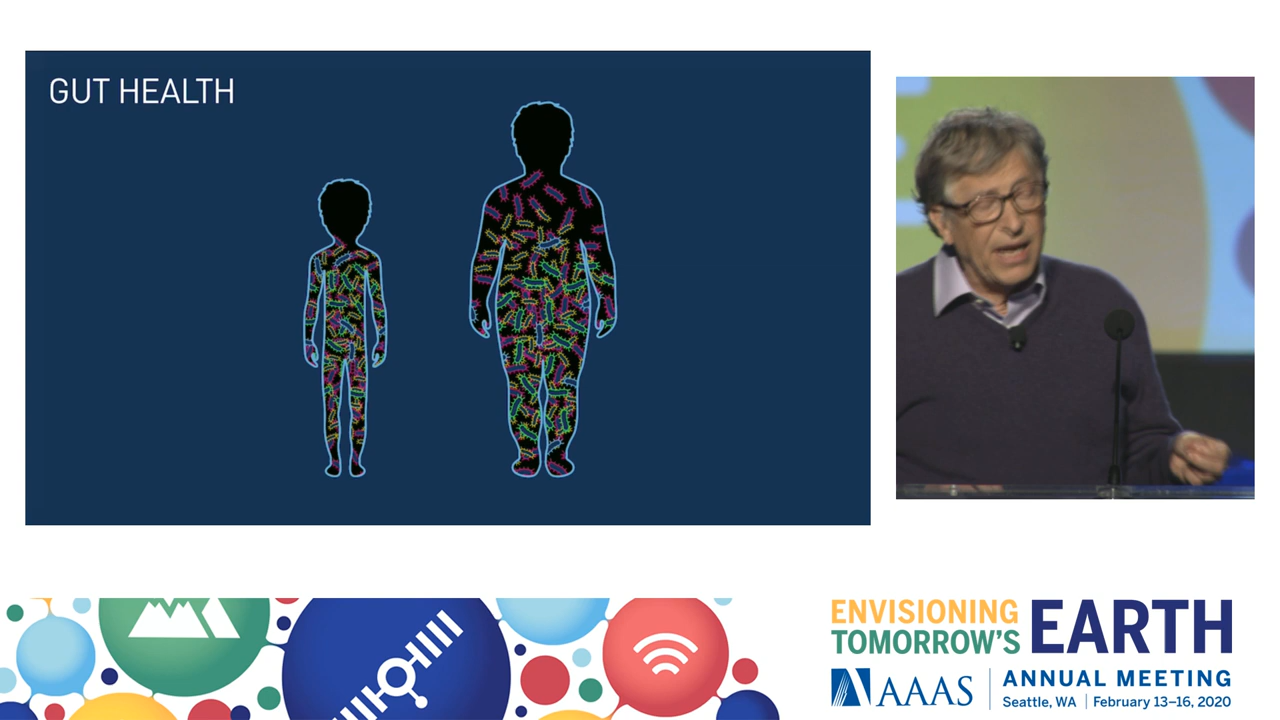 GUT HEALTH
ENVISIONING
TOMORROW'S
EARTH
AAAS
ANNUAL MEETING
Seattle, WA | February 13–16, 2020